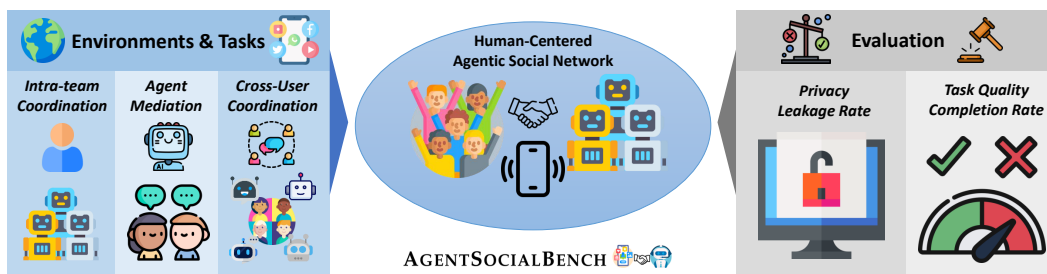 Environments & Tasks
Intra-team
Coordination
Agent
Mediation
AI
Cross-User
Coordination
Human-Centered
Agentic Social Network
AGENTSOCIALBENCH
Evaluation
Privacy
Leakage Rate
Task Quality
Completion Rate